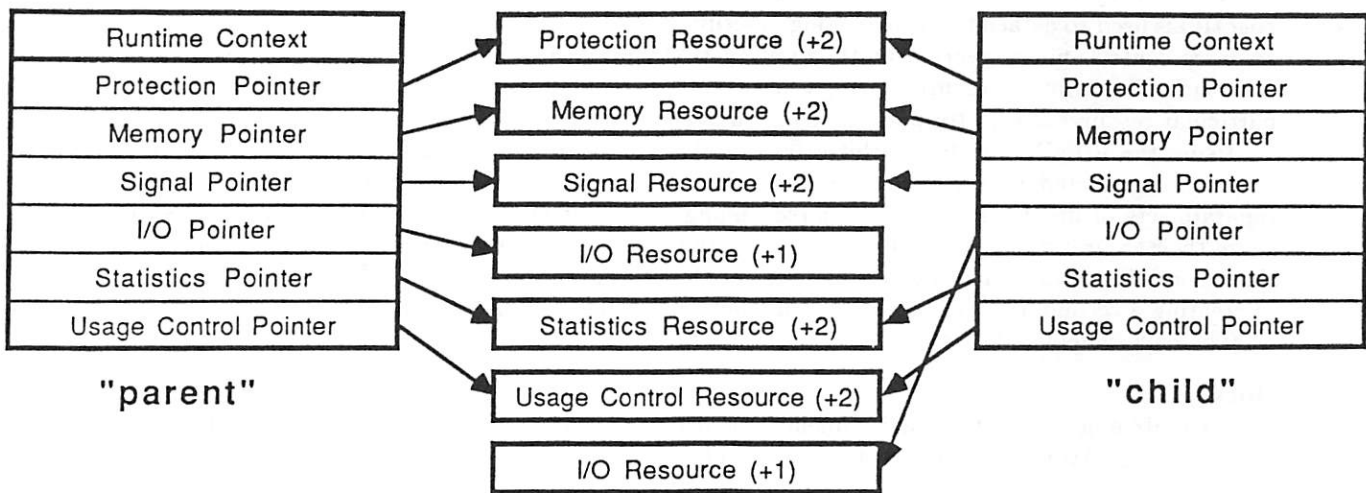 Runtime Context
Protection Pointer
Memory Pointer
Signal Pointer
I/O Pointer
Statistics Pointer
Usage Control Pointer
"parent"
Protection Resource (+2)
Memory Resource (+2)
Signal Resource (+2)
I/O Resource (+1)
Statistics Resource (+2)
Usage Control Resource (+2)
I/O Resource (+1)
Runtime Context
Protection Pointer
Memory Pointer
Signal Pointer
I/O Pointer
Statistics Pointer
Usage Control Pointer
"child"